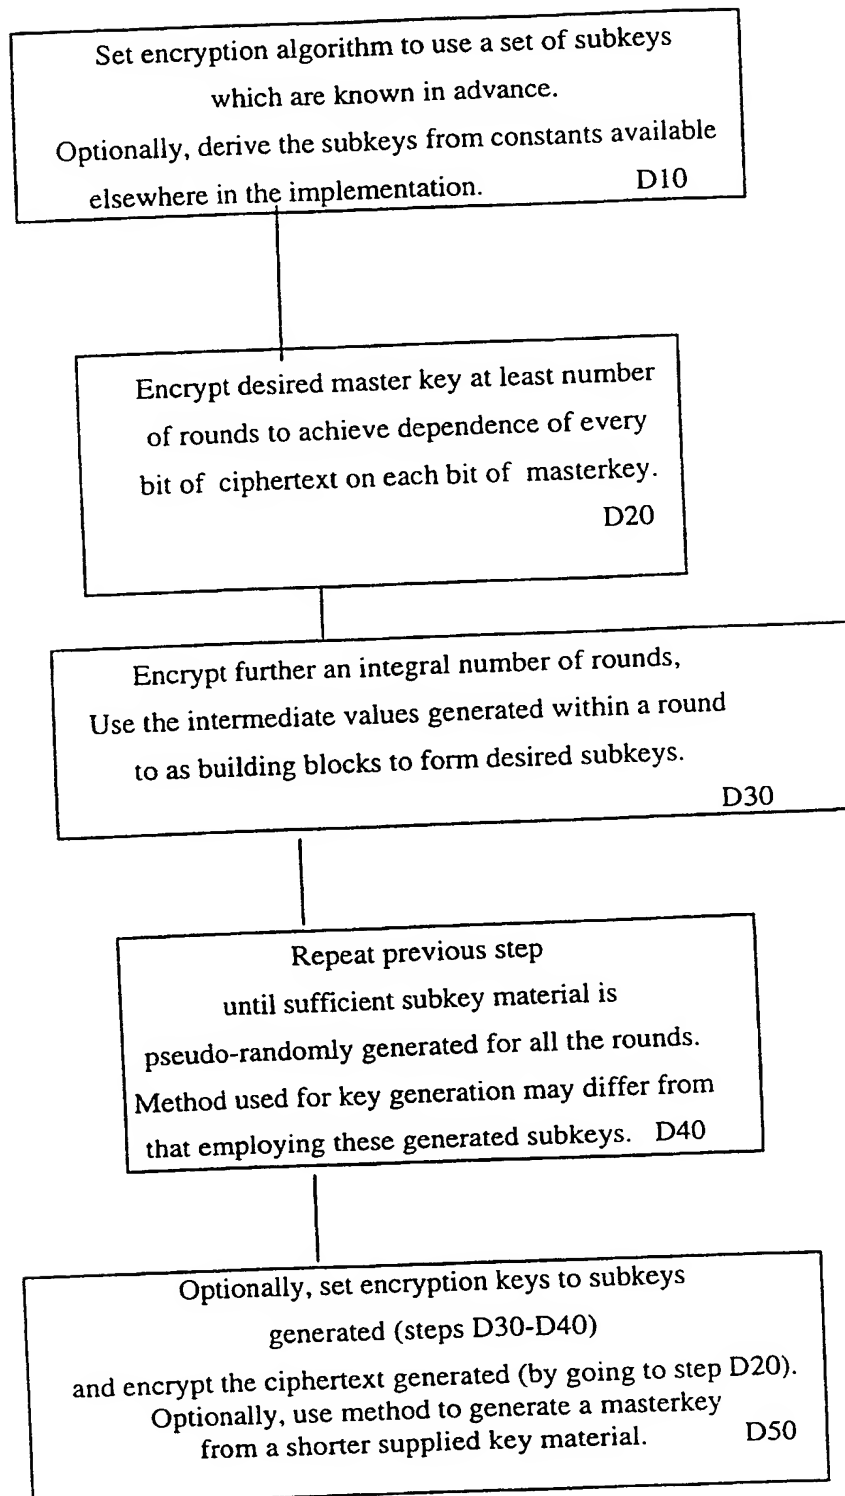 Set encryption algorithm to use a set of subkeys
which are known in advance.
Optionally, derive the subkeys from constants available
elsewhere in the implementation. D10
Encrypt desired master key at least number
of rounds to achieve dependence of every
bit of ciphertext on each bit of masterkey.
D20
Encrypt further an integral number of rounds,
Use the intermediate values generated within a round
to as building blocks to form desired subkeys.
D30
Repeat previous step
until sufficient subkey material is
pseudo-randomly generated for all the rounds.
Method used for key generation may differ from
that employing these generated subkeys. D40
Optionally, set encryption keys to subkeys
generated (steps D30-D40)
and encrypt the ciphertext generated (by going to step D20).
Optionally, use method to generate a masterkey
from a shorter supplied key material. D50